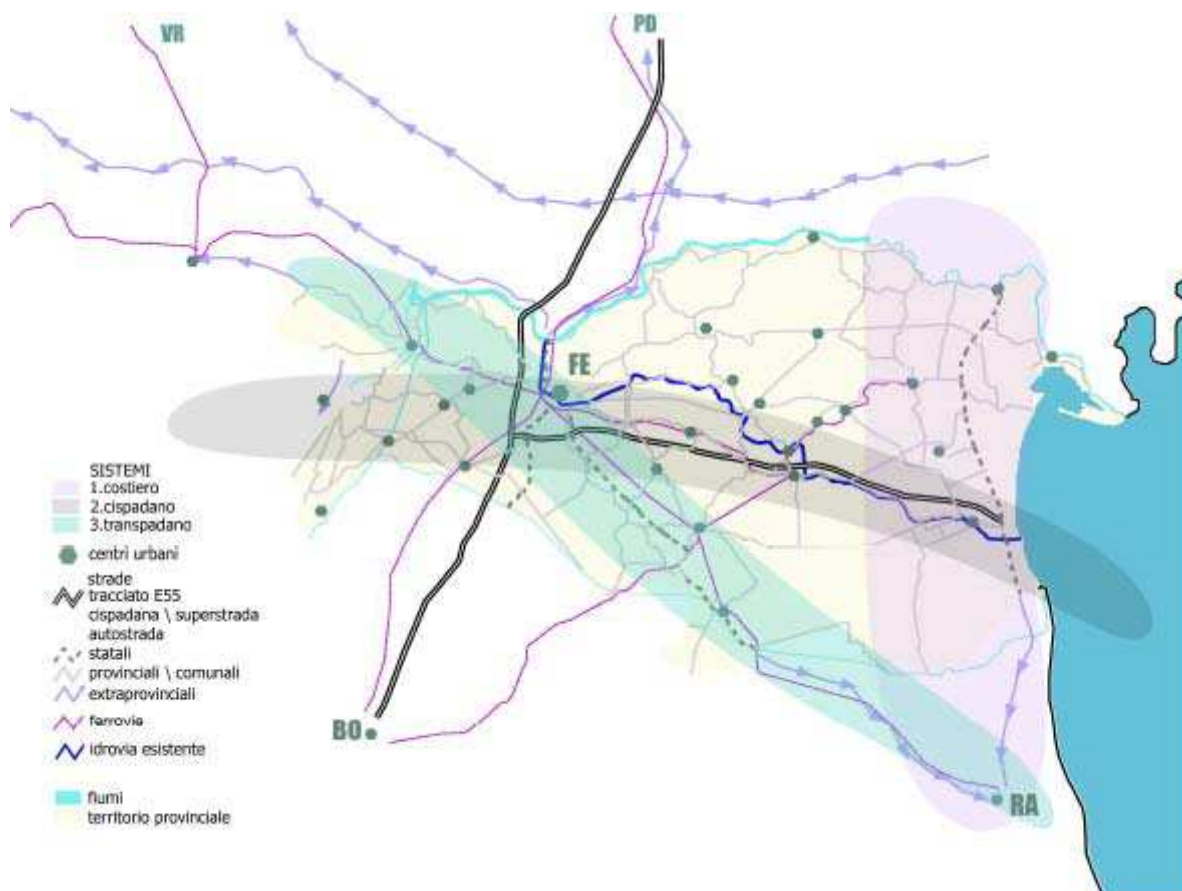 VR
PD
FE
SISTEMI
1.costiero
2.cispadano
3.transpadano
centri urbani
strade
tracciato E55
cispadana \ superstrada
autostrada
statali
provinciali \ comunali
extraprovinciali
ferrovie
BO
idrovia esistente
fiumi
RA
territorio provinciale